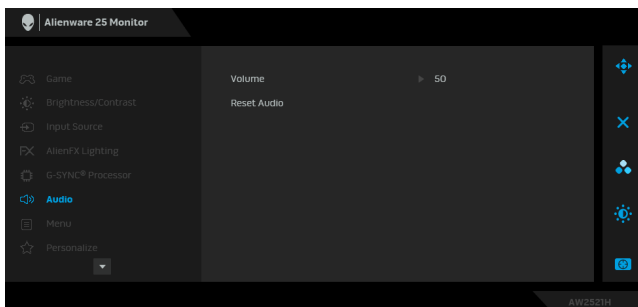 Alienware 25 Monitor
Game
Brightness/Contrast
Input Source
AlienFX Lighting
G-SYNC® Processor
Audio
Menu
Personalize
Volume 50
Reset Audio
AW2521H